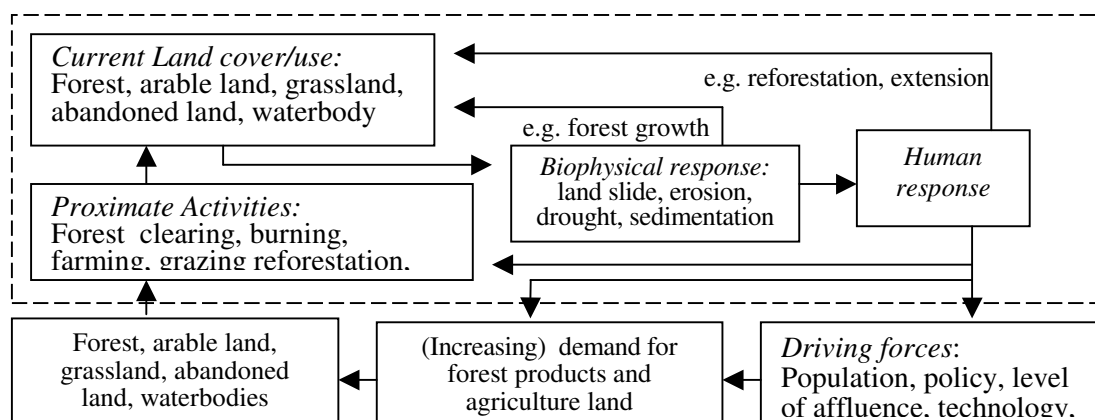 Current Land cover/use:
Forest, arable land, grassland,
abandoned land, waterbody
e.g. reforestation, extension
e.g. forest growth
Biophysical response:
land slide, erosion,
drought, sedimentation
Human
response
Proximate Activities:
Forest clearing, burning,
farming, grazing reforestation,
Forest, arable land,
grassland, abandoned
land, waterbodies
(Increasing) demand for
forest products and
agriculture land
Driving forces:
Population, policy, level
of affluence, technology,